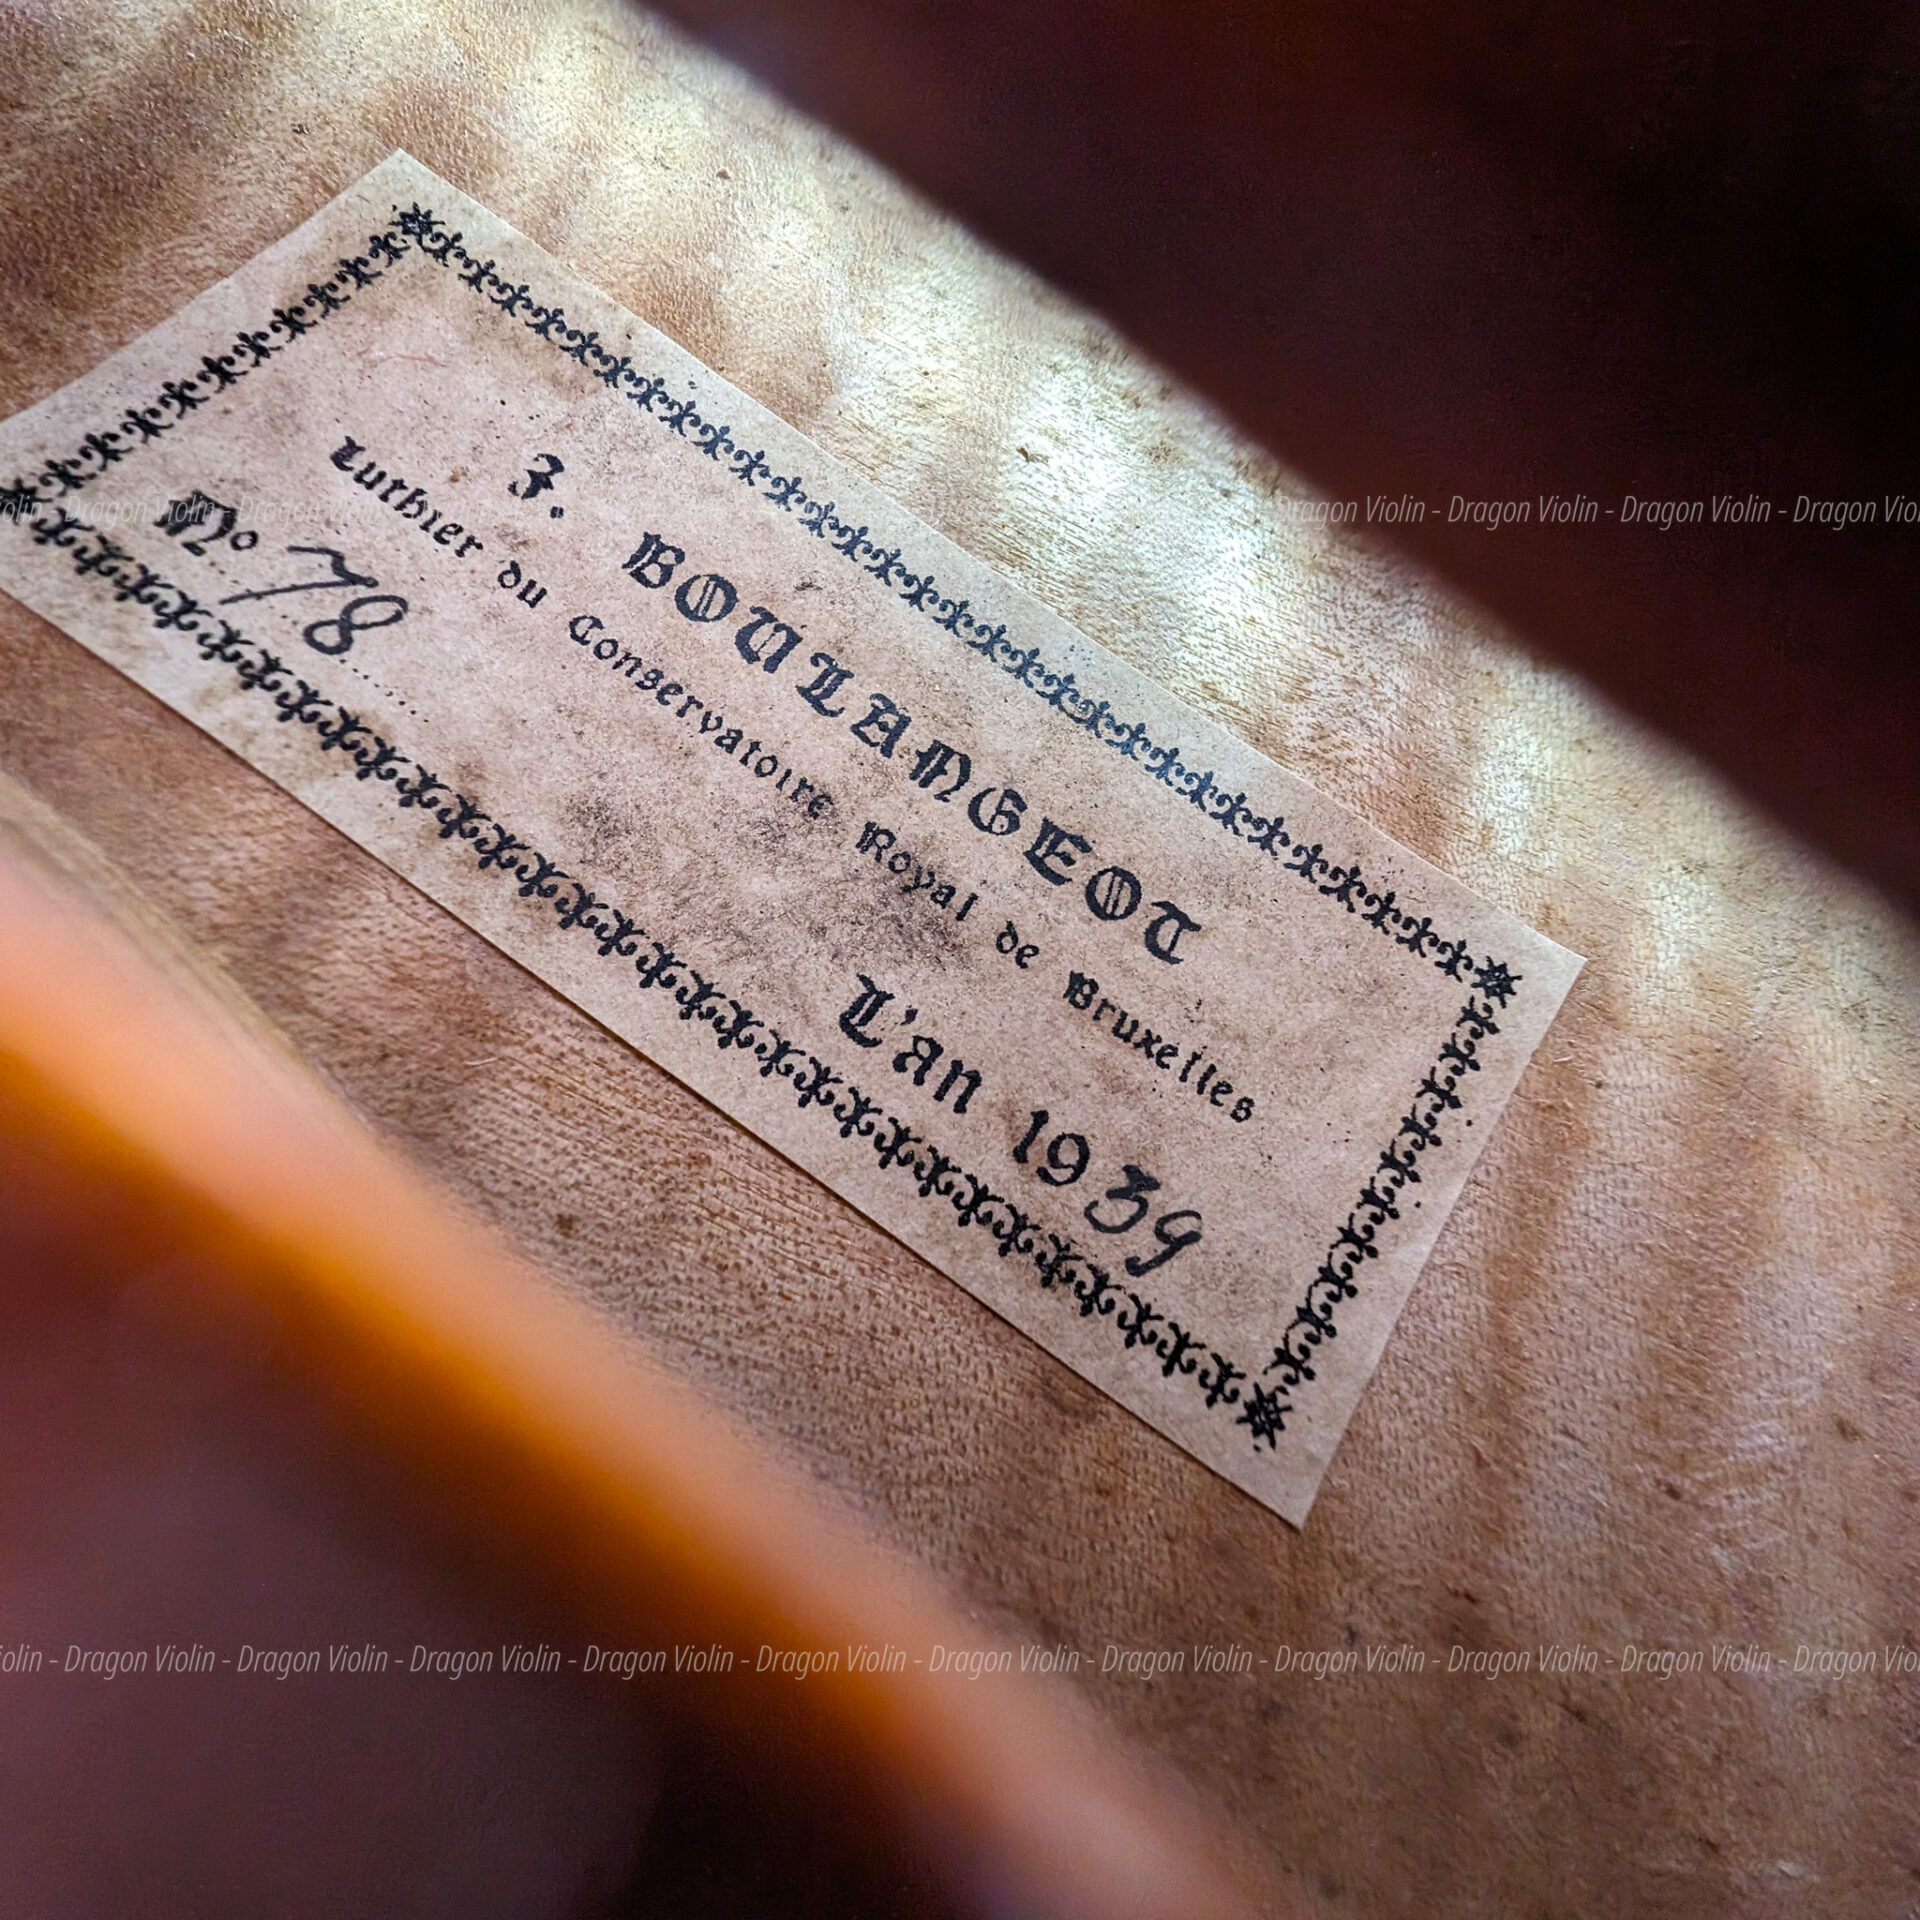 J. BOULANGEOT
Luthier du Conservatoire Royal de Bruxelles
No 78
L'an 1939
Dragon Violin - Dragon Violin - Dragon Violin - Dragon Violin
Dragon Violin - Dragon Violin - Dragon Violin - Dragon Violin - Dragon Violin - Dragon Violin - Dragon Violin - Dragon Violin - Dragon Violin - Dragon Violin - Dragon Violin